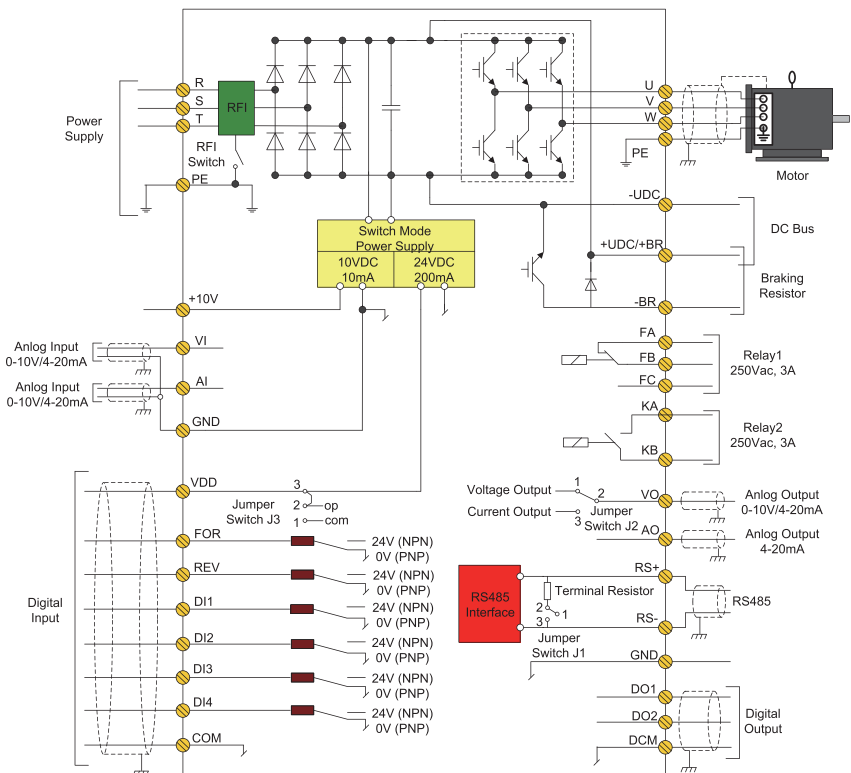 R
S
T
RFI
Power
Supply
RFI
Switch
PE
U
V
W
PE
Motor
-UDC
DC Bus
+UDC/+BR
Braking
Resistor
-BR
Switch Mode
Power Supply
10VDC
10mA
24VDC
200mA
+10V
VI
Anlog Input
0-10V/4-20mA
AI
Anlog Input
0-10V/4-20mA
GND
FA
FB
FC
Relay1
250Vac, 3A
KA
KB
Relay2
250Vac, 3A
VDD
3
2
op
1
com
Jumper
Switch J3
Voltage Output
1
2
Current Output
3
Jumper
Switch J2
VO
Anlog Output
0-10V/4-20mA
AO
Anlog Output
4-20mA
Digital
Input
FOR
24V (NPN)
0V (PNP)
REV
24V (NPN)
0V (PNP)
DI1
24V (NPN)
0V (PNP)
DI2
24V (NPN)
0V (PNP)
DI3
24V (NPN)
0V (PNP)
DI4
24V (NPN)
0V (PNP)
COM
RS485
Interface
RS+
Terminal Resistor
2
1
3
Jumper
Switch J1
RS-
RS485
GND
DO1
DO2
DCM
Digital
Output